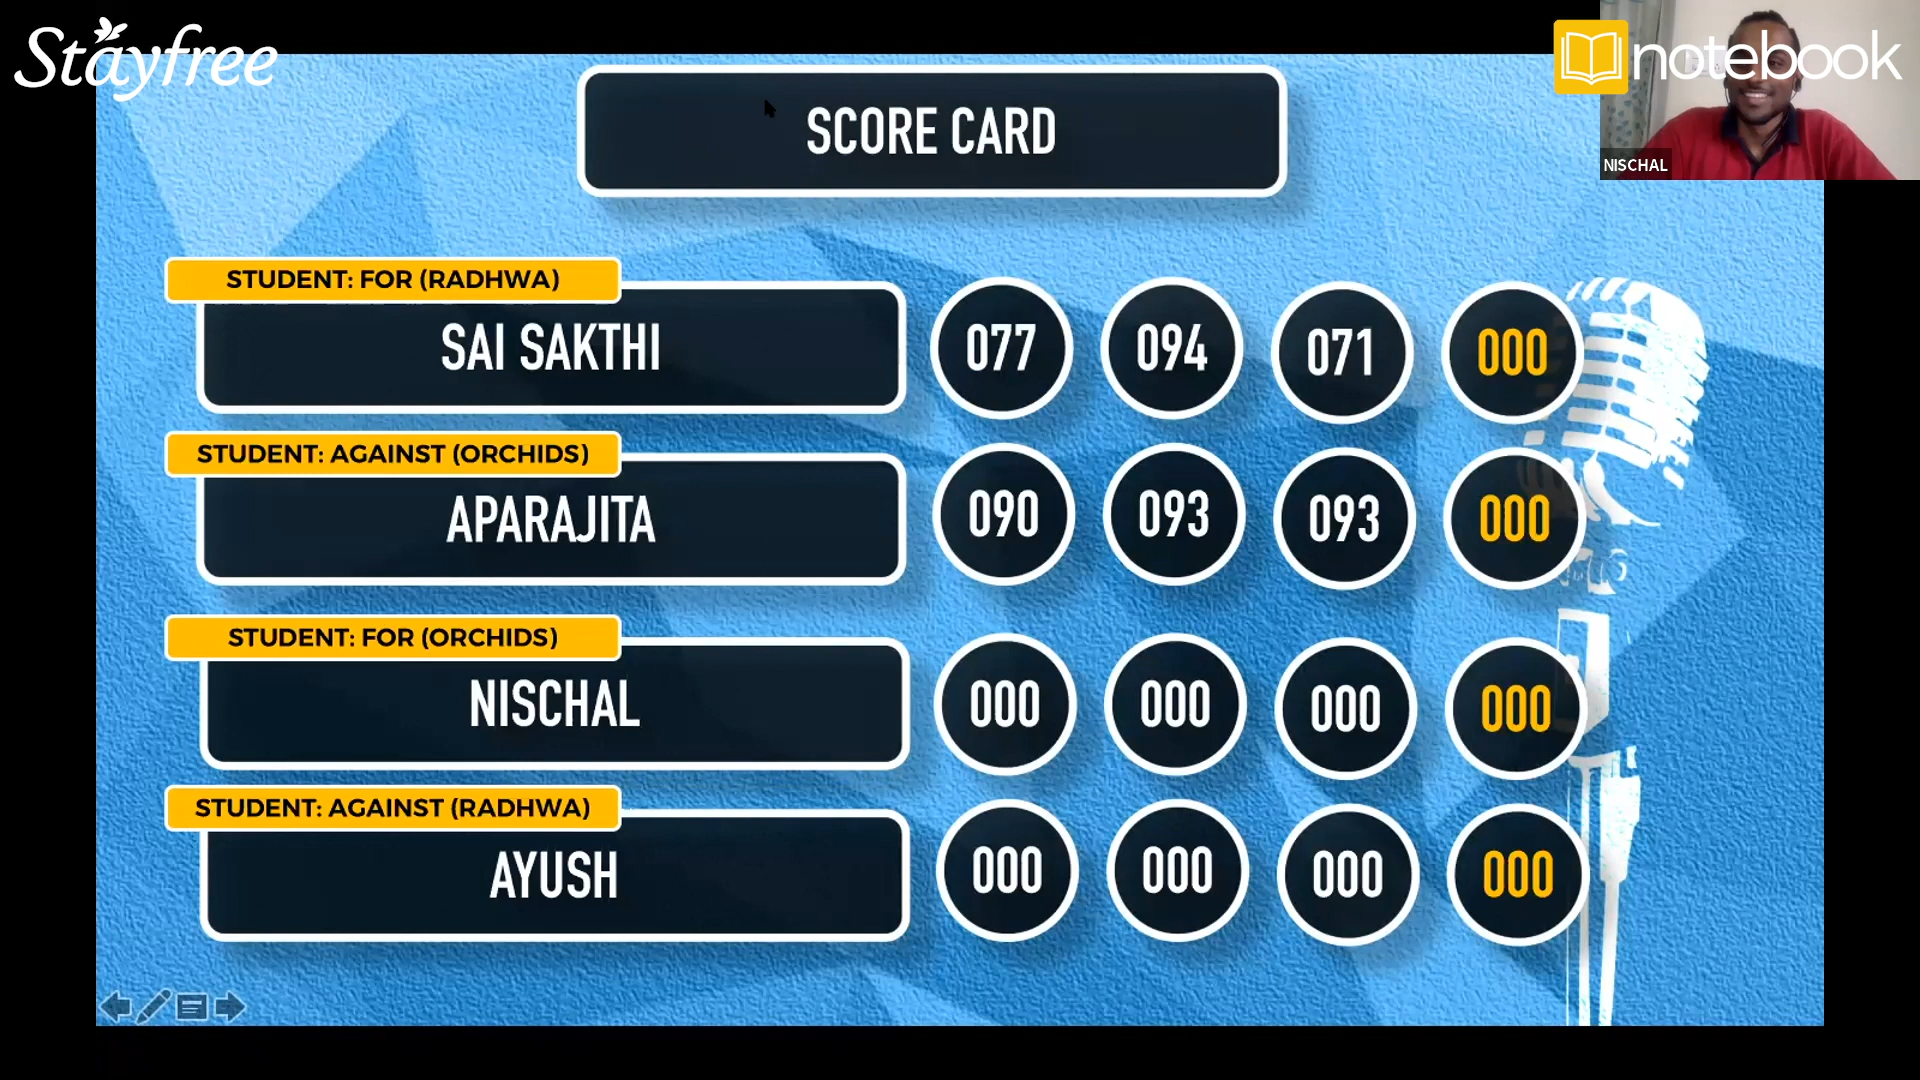 Stayfree
notebook
NISCHAL
SCORE CARD
STUDENT: FOR (RADHWA)
SAI SAKTHI
077 094 071 000
STUDENT: AGAINST (ORCHIDS)
APARAJITA
090 093 093 000
STUDENT: FOR (ORCHIDS)
NISCHAL
000 000 000 000
STUDENT: AGAINST (RADHWA)
AYUSH
000 000 000 000